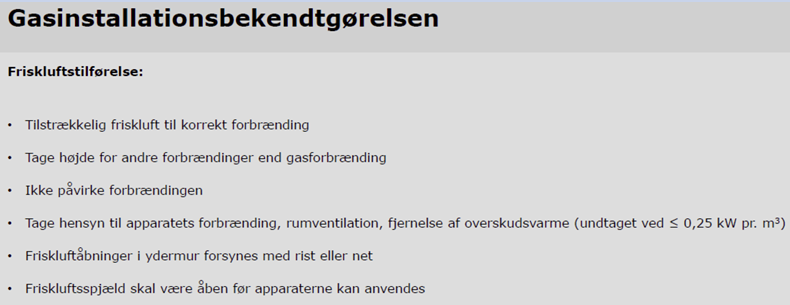 Gasinstallationsbekendtgørelsen
Friskluftstilførelse:
• Tilstrækkelig friskluft til korrekt forbrænding
• Tage højde for andre forbrændinger end gasforbrænding
• Ikke påvirke forbrændingen
• Tage hensyn til apparatets forbrænding, rumventilation, fjernelse af overskudsvarme (undtaget ved ≤ 0,25 kW pr. m³)
• Friskluftåbninger i ydermur forsynes med rist eller net
• Friskluftsspjæld skal være åben før apparaterne kan anvendes